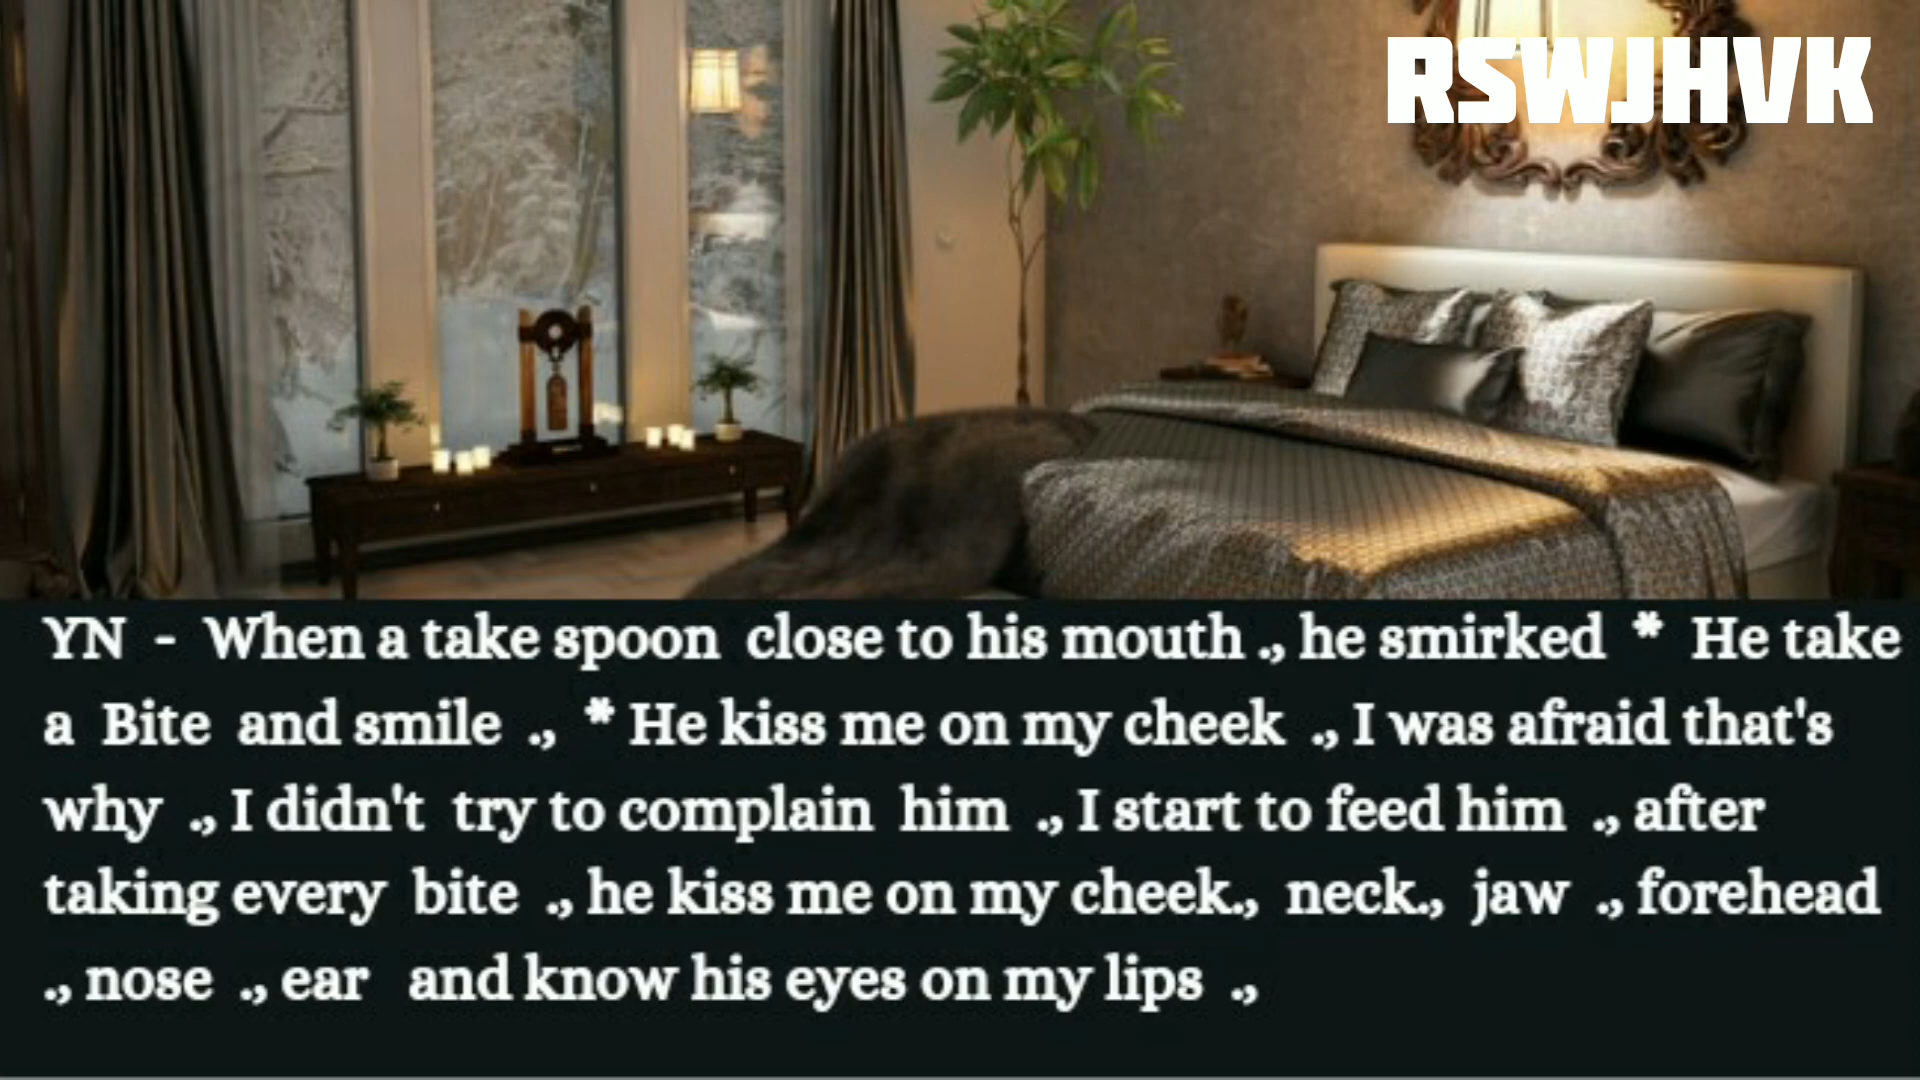 RSWJHVK
YN - When a take spoon close to his mouth ., he smirked * He take
a Bite and smile ., * He kiss me on my cheek ., I was afraid that's
why ., I didn't try to complain him ., I start to feed him ., after
taking every bite ., he kiss me on my cheek., neck., jaw ., forehead
., nose ., ear and know his eyes on my lips .,